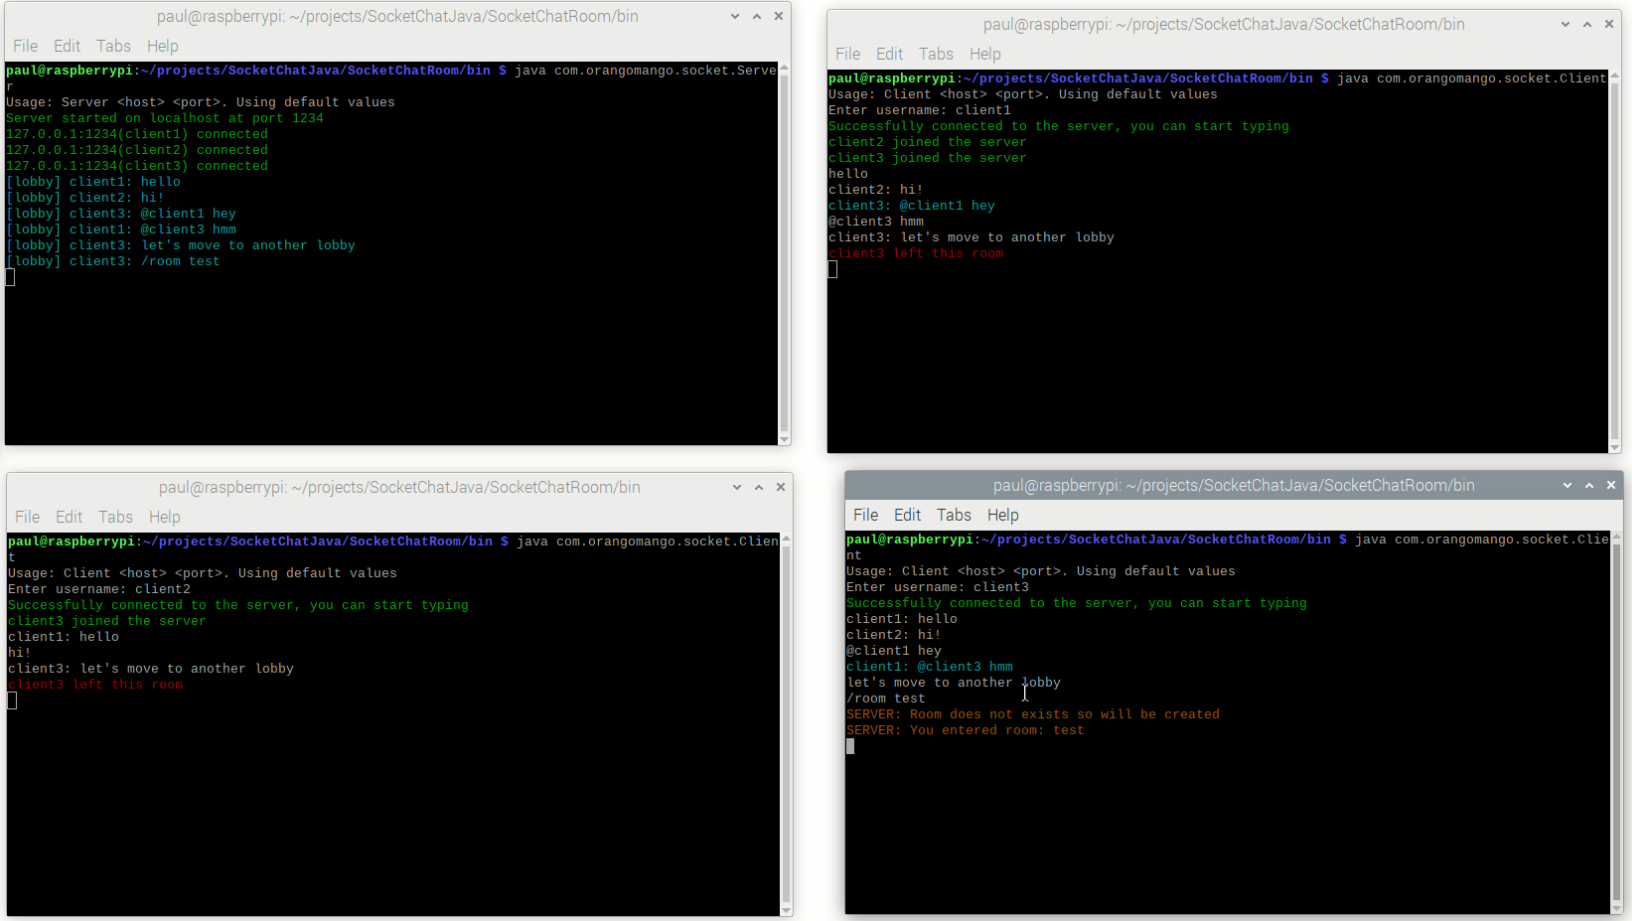 paul@raspberrypi: ~/projects/SocketChatJava/SocketChatRoom/bin
File Edit Tabs Help
paul@raspberrypi:~/projects/SocketChatJava/SocketChatRoom/bin $ java com.orangomango.socket.Serve
r
Usage: Server <host> <port>. Using default values
Server started on localhost at port 1234
127.0.0.1:1234(client1) connected
127.0.0.1:1234(client2) connected
127.0.0.1:1234(client3) connected
[lobby] client1: hello
[lobby] client2: hi!
[lobby] client3: @client1 hey
[lobby] client1: @client3 hmm
[lobby] client3: let's move to another lobby
[lobby] client3: /room test
paul@raspberrypi: ~/projects/SocketChatJava/SocketChatRoom/bin
File Edit Tabs Help
paul@raspberrypi:~/projects/SocketChatJava/SocketChatRoom/bin $ java com.orangomango.socket.Client
Usage: Client <host> <port>. Using default values
Enter username: client1
Successfully connected to the server, you can start typing
client2 joined the server
client3 joined the server
hello
client2: hi!
client3: @client1 hey
@client3 hmm
client3: let's move to another lobby
client3 left this room
paul@raspberrypi: ~/projects/SocketChatJava/SocketChatRoom/bin
File Edit Tabs Help
paul@raspberrypi:~/projects/SocketChatJava/SocketChatRoom/bin $ java com.orangomango.socket.Clien
t
Usage: Client <host> <port>. Using default values
Enter username: client2
Successfully connected to the server, you can start typing
client3 joined the server
client1: hello
hi!
client3: let's move to another lobby
client3 left this room
paul@raspberrypi: ~/projects/SocketChatJava/SocketChatRoom/bin
File Edit Tabs Help
paul@raspberrypi:~/projects/SocketChatJava/SocketChatRoom/bin $ java com.orangomango.socket.Clie
nt
Usage: Client <host> <port>. Using default values
Enter username: client3
Successfully connected to the server, you can start typing
client1: hello
client2: hi!
@client1 hey
client1: @client3 hmm
let's move to another lobby
/room test
SERVER: Room does not exists so will be created
SERVER: You entered room: test